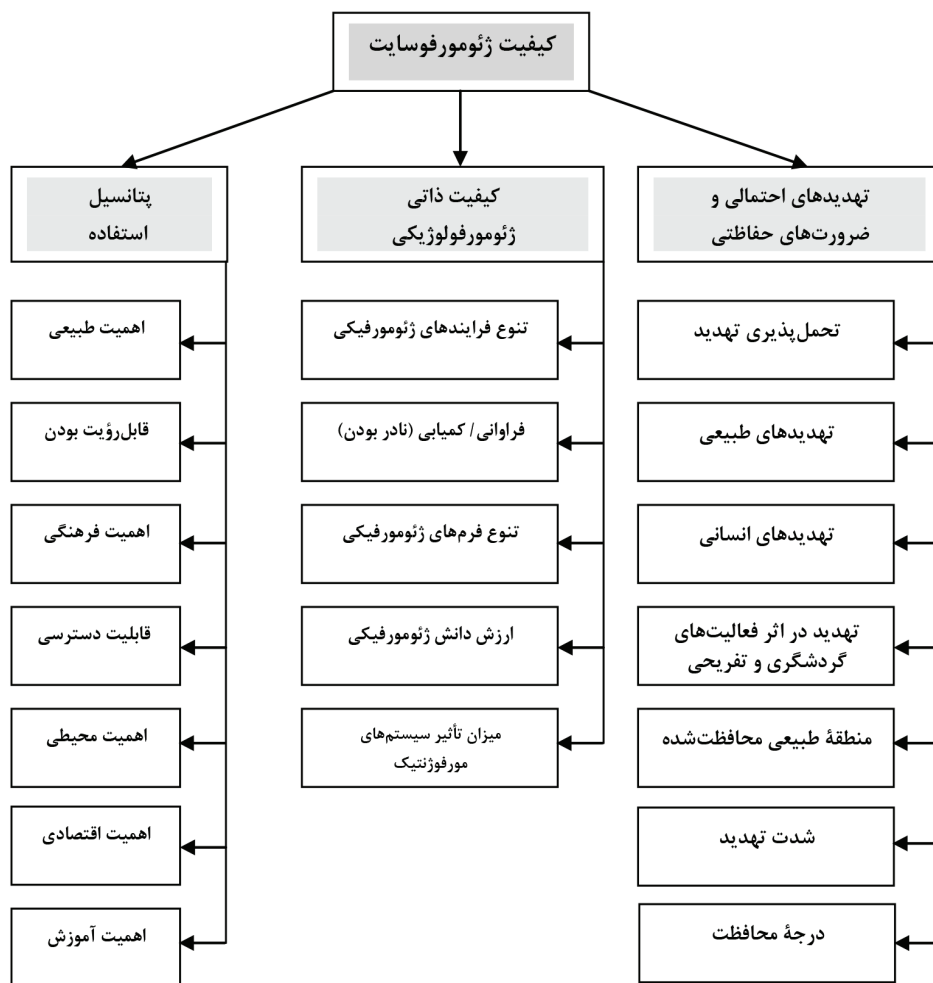 کیفیت ژئومورفوسایت
تهدیدهای احتمالی و
ضرورت‌های حفاظتی
تحمل‌پذیری تهدید
تهدیدهای طبیعی
تهدیدهای انسانی
تهدید در اثر فعالیت‌های
گردشگری و تفریحی
منطقۀ طبیعی محافظت‌شده
شدت تهدید
درجۀ محافظت
کیفیت ذاتی
ژئومورفولوژیکی
تنوع فرایندهای ژئومورفیکی
فراوانی/ کمیابی (نادر بودن)
تنوع فرم‌های ژئومورفیکی
ارزش دانش ژئومورفیکی
میزان تأثیر سیستم‌های
مورفوژنتیک
پتانسیل
استفاده
اهمیت طبیعی
قابل‌رؤیت بودن
اهمیت فرهنگی
قابلیت دسترسی
اهمیت محیطی
اهمیت اقتصادی
اهمیت آموزش